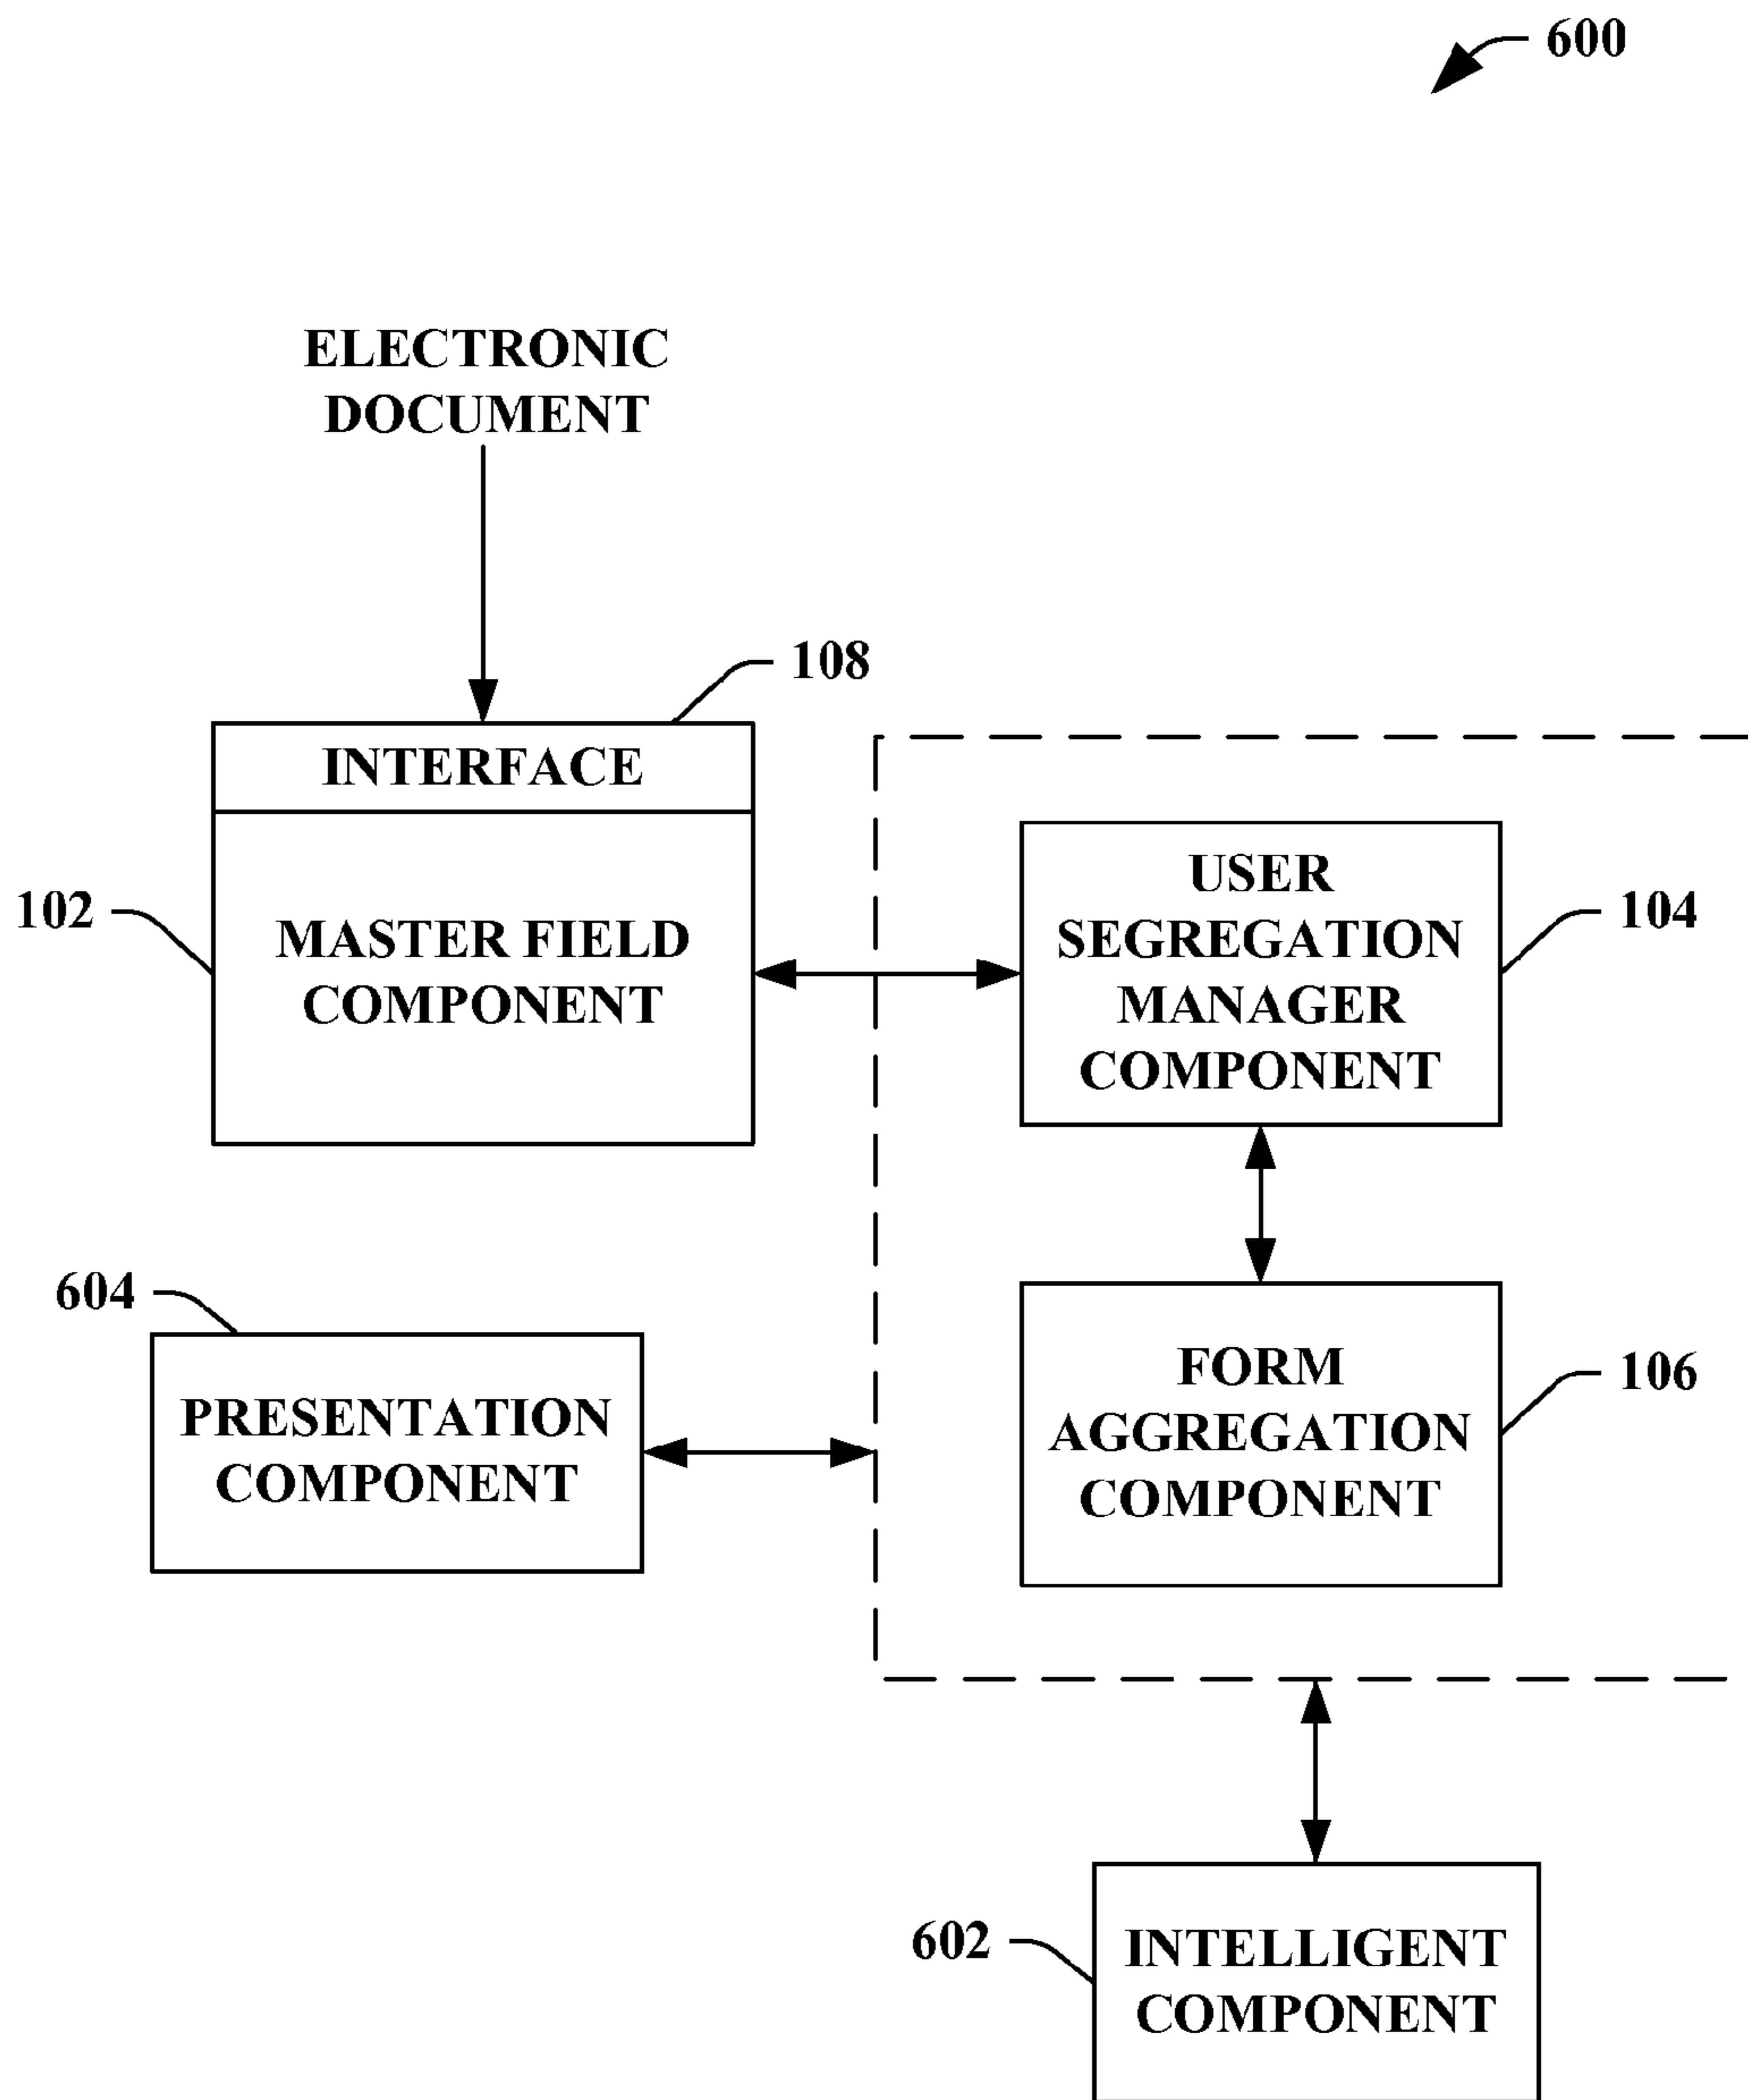 600
ELECTRONIC
DOCUMENT
108
INTERFACE
102
MASTER FIELD
COMPONENT
USER
SEGREGATION
MANAGER
COMPONENT
104
604
PRESENTATION
COMPONENT
FORM
AGGREGATION
COMPONENT
106
602
INTELLIGENT
COMPONENT